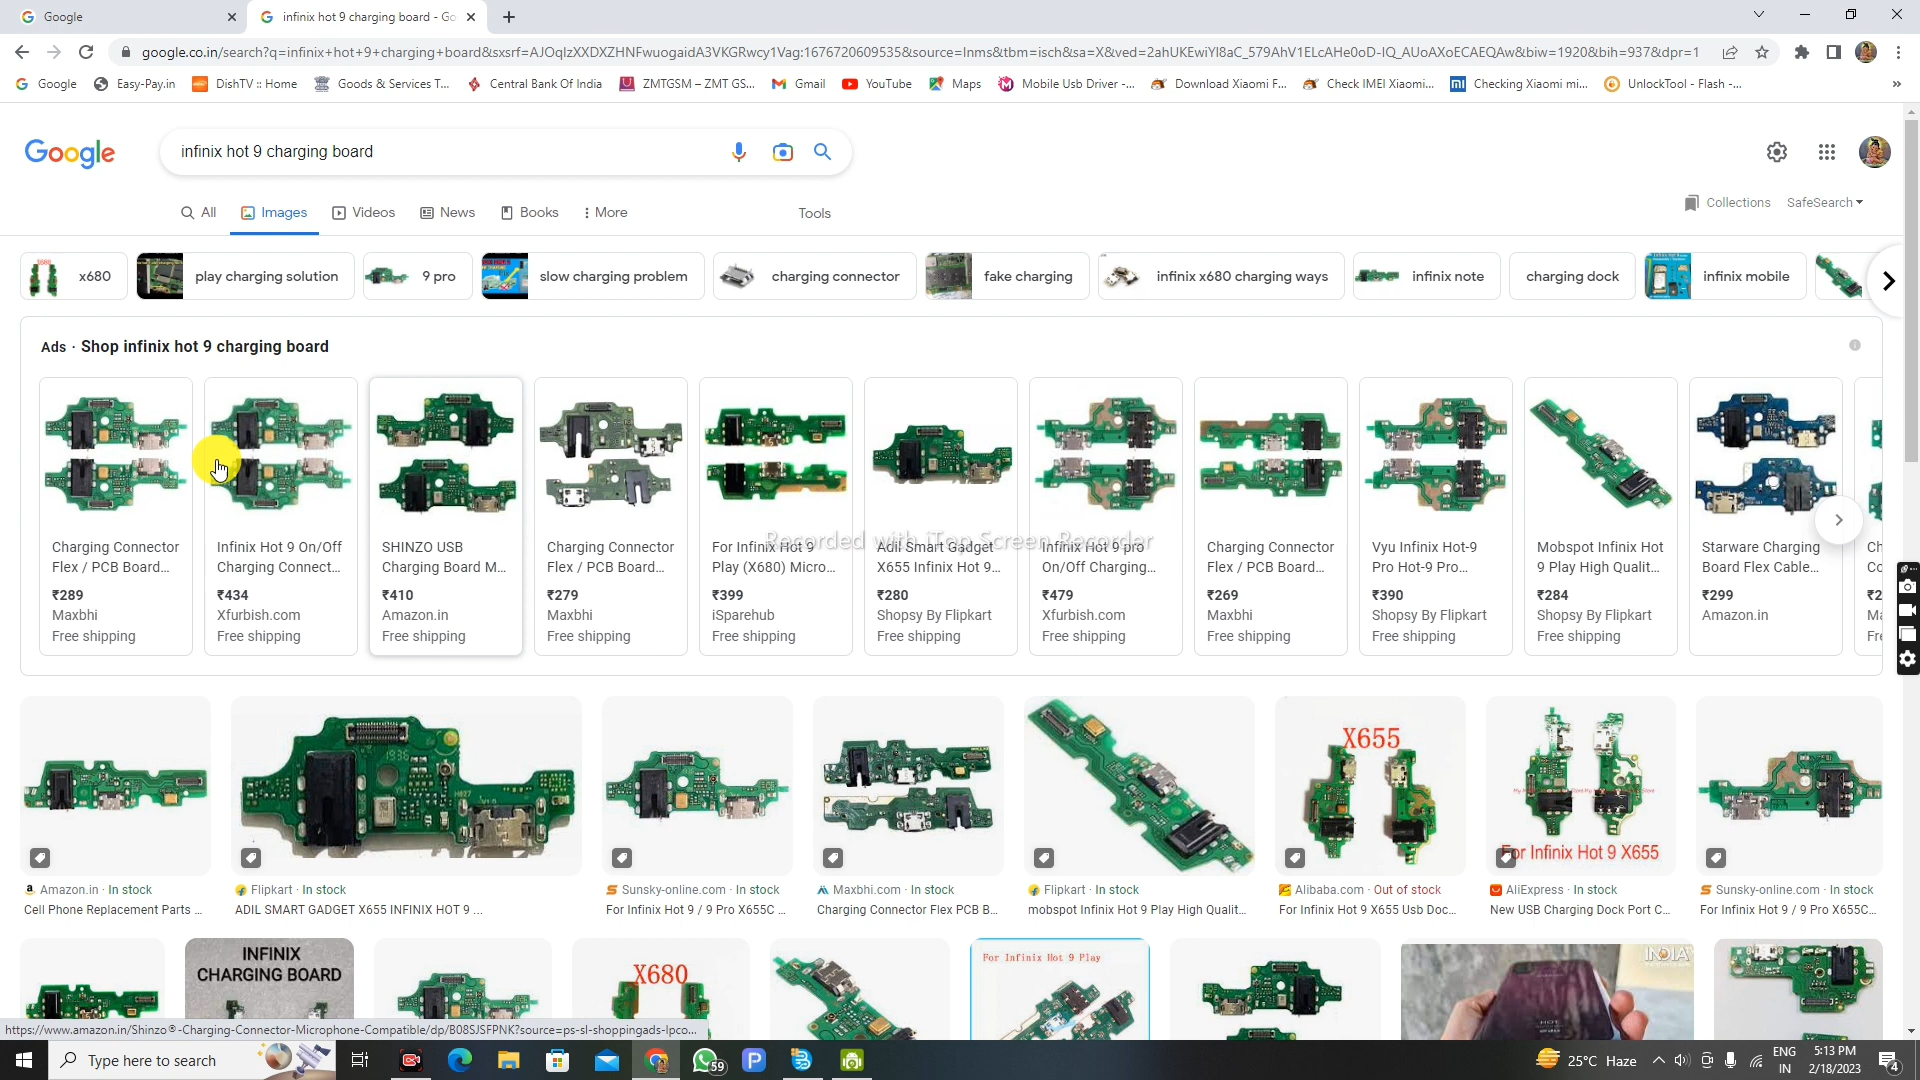 Google
infinix hot 9 charging board - Go
google.co.in/search?q=infinix+hot+9+charging+board&sxsrf=AJOqlzXXDXZHNFwuogaidA3VKGRwcy1Vag:1676720609535&source=lnms&tbm=isch&sa=X&ved=2ahUKEwiYl8aC_579AhV1ELcAHe0oD-IQ_AUoAXoECAEQAw&biw=1920&bih=937&dpr=1
Google Easy-Pay.in DishTV :: Home Goods & Services T... Central Bank Of India ZMTGSM – ZMT GS... Gmail YouTube Maps Mobile Usb Driver -... Download Xiaomi F... Check IMEI Xiaomi... Checking Xiaomi mi... UnlockTool - Flash -... »
Google
infinix hot 9 charging board
All Images Videos News Books More Tools
Collections SafeSearch
x680 play charging solution 9 pro slow charging problem charging connector fake charging infinix x680 charging ways infinix note charging dock infinix mobile
Ads · Shop infinix hot 9 charging board
Charging Connector
Flex / PCB Board...
₹289
Maxbhi
Free shipping
Infinix Hot 9 On/Off
Charging Connect...
₹434
Xfurbish.com
Free shipping
SHINZO USB
Charging Board M...
₹410
Amazon.in
Free shipping
Charging Connector
Flex / PCB Board...
₹279
Maxbhi
Free shipping
For Infinix Hot 9
Play (X680) Micro...
₹399
iSparehub
Free shipping
Adil Smart Gadget
X655 Infinix Hot 9...
₹280
Shopsy By Flipkart
Free shipping
Infinix Hot 9 pro
On/Off Charging...
₹479
Xfurbish.com
Free shipping
Charging Connector
Flex / PCB Board...
₹269
Maxbhi
Free shipping
Vyu Infinix Hot-9
Pro Hot-9 Pro...
₹390
Shopsy By Flipkart
Free shipping
Mobspot Infinix Hot
9 Play High Qualit...
₹284
Shopsy By Flipkart
Free shipping
Starware Charging
Board Flex Cable...
₹299
Amazon.in
Ch
Co
₹2
Ma
Fre
Recorded with iTop Screen Recorder
X655
For Infinix Hot 9 X655
Amazon.in · In stock
Cell Phone Replacement Parts ...
Flipkart · In stock
ADIL SMART GADGET X655 INFINIX HOT 9 ...
Sunsky-online.com · In stock
For Infinix Hot 9 / 9 Pro X655C ...
Maxbhi.com · In stock
Charging Connector Flex PCB B...
Flipkart · In stock
mobspot Infinix Hot 9 Play High Qualit...
Alibaba.com · Out of stock
For Infinix Hot 9 X655 Usb Doc...
AliExpress · In stock
New USB Charging Dock Port C...
Sunsky-online.com · In stock
For Infinix Hot 9 / 9 Pro X655C...
INFINIX
CHARGING BOARD
X680
For Infinix Hot 9 Play
https://www.amazon.in/Shinzo®-Charging-Connector-Microphone-Compatible/dp/B08SJSFPNK?source=ps-sl-shoppingads-lpco...
Type here to search
59
25°C Haze
ENG
IN
5:13 PM
2/18/2023
4